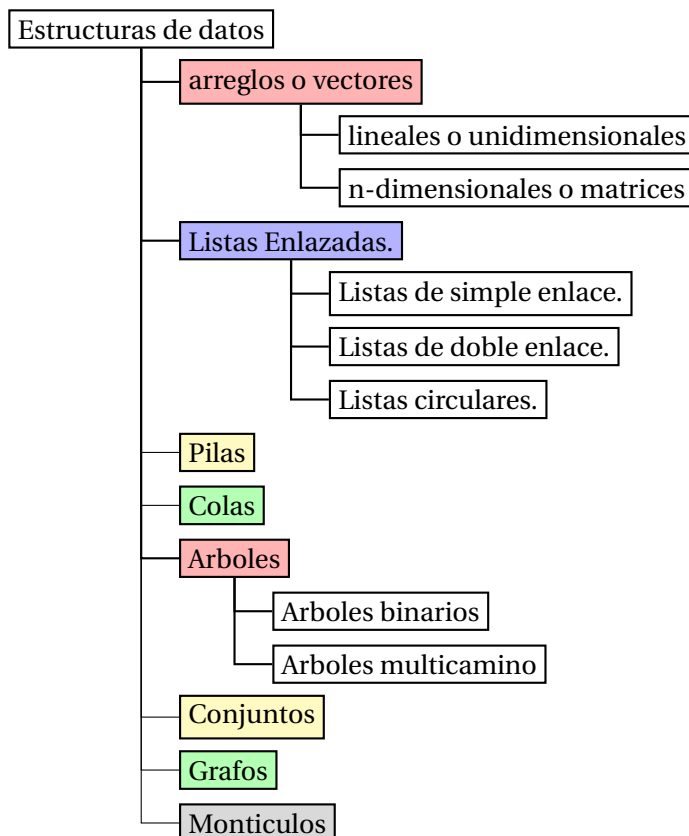 Estructuras de datos
arreglos o vectores
lineales o unidimensionales
n-dimensionales o matrices
Listas Enlazadas.
Listas de simple enlace.
Listas de doble enlace.
Listas circulares.
Pilas
Colas
Arboles
Arboles binarios
Arboles multicamino
Conjuntos
Grafos
Monticulos